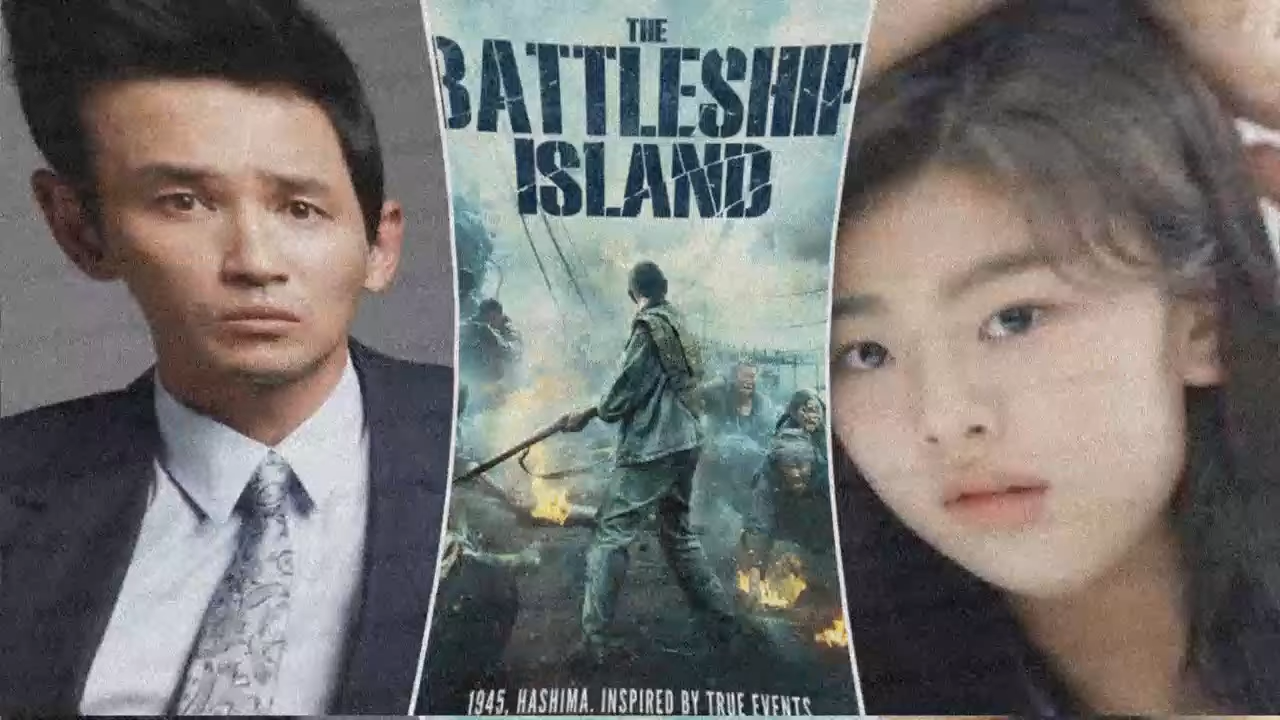 THE
BATTLESHIP
ISLAND
1945, HASHIMA. INSPIRED BY TRUE EVENTS